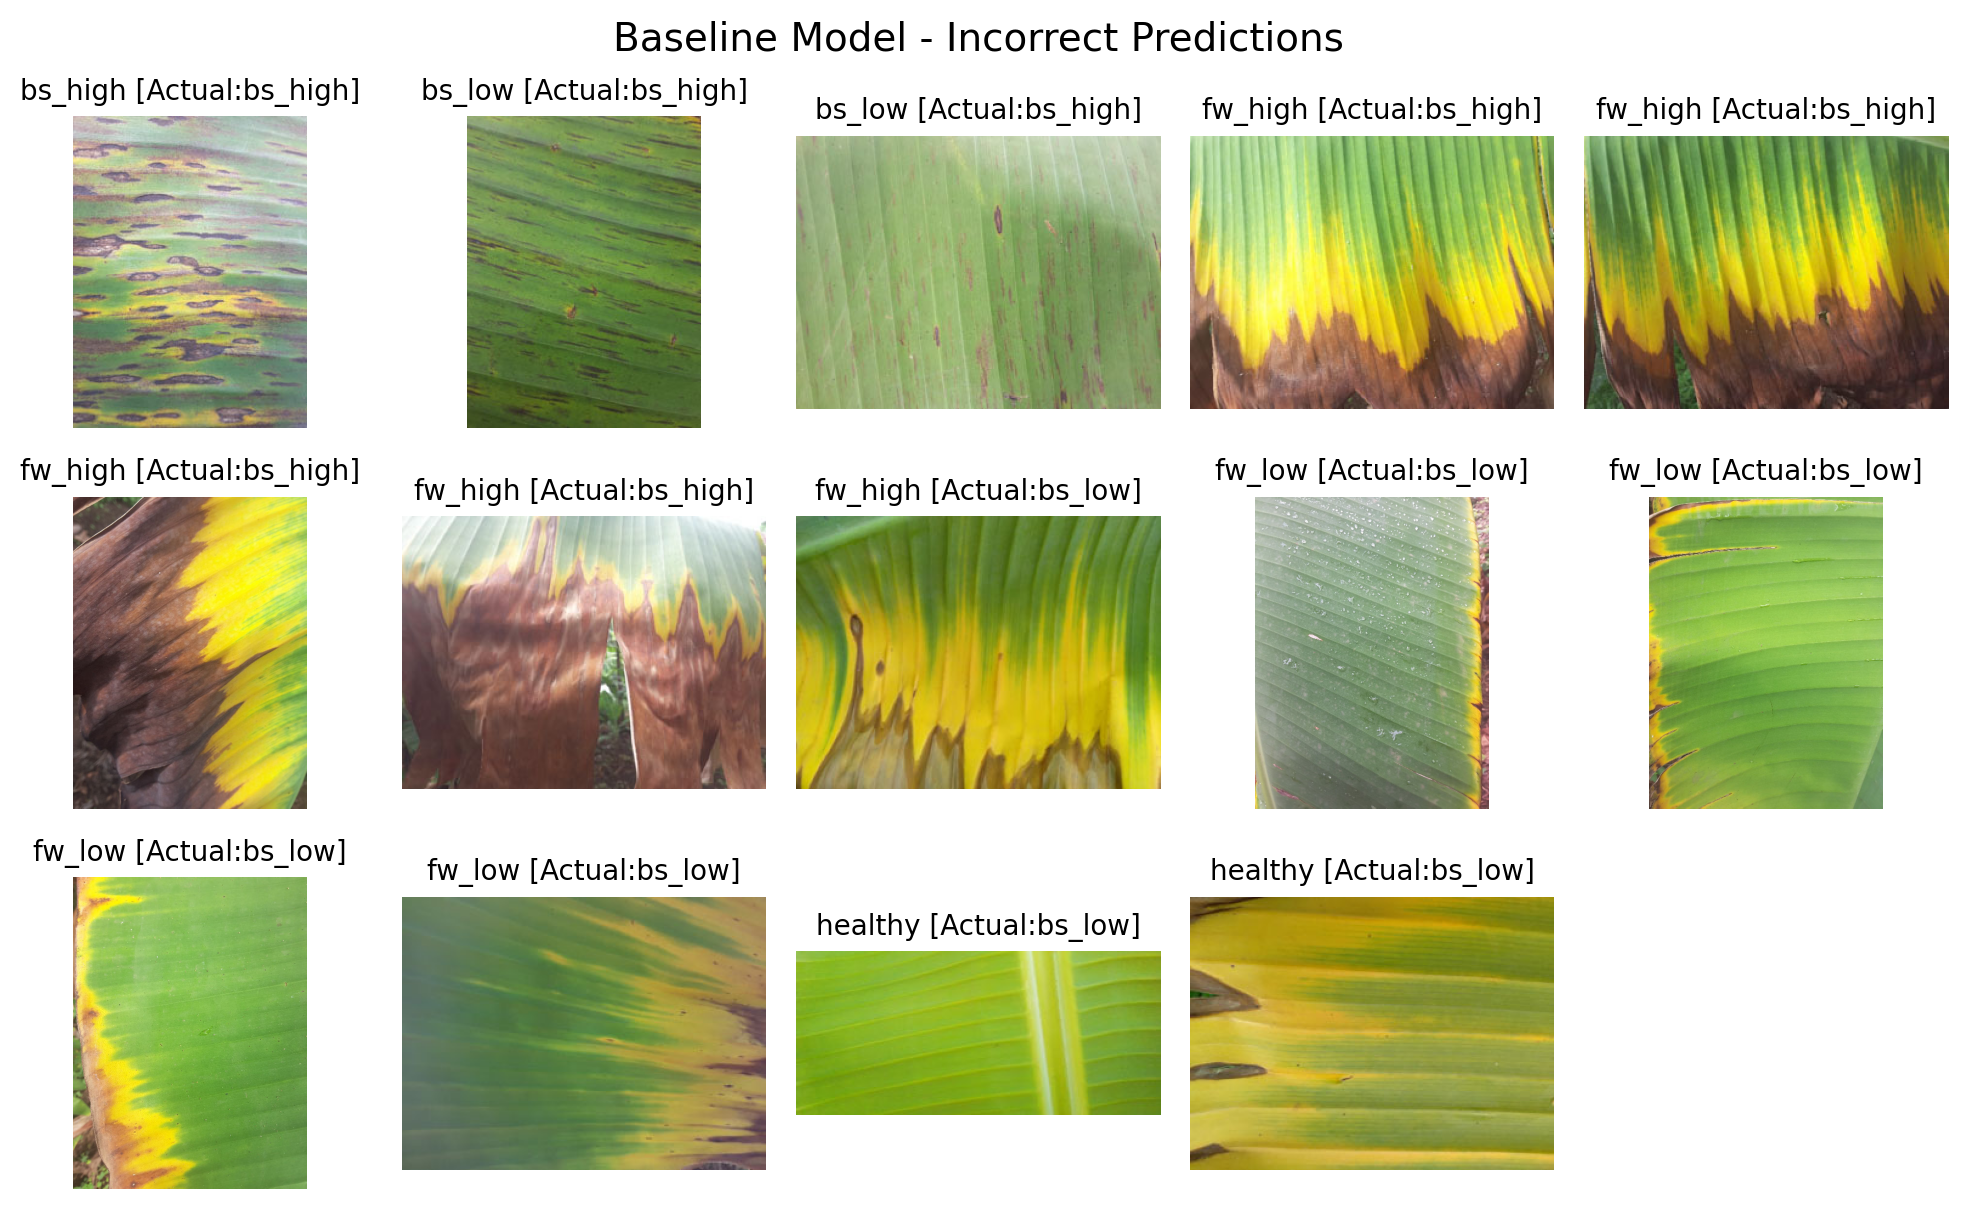 Baseline Model - Incorrect Predictions
bs_high [Actual:bs_high]
bs_low [Actual:bs_high]
bs_low [Actual:bs_high]
fw_high [Actual:bs_high]
fw_high [Actual:bs_high]
fw_high [Actual:bs_high]
fw_high [Actual:bs_high]
fw_high [Actual:bs_low]
fw_low [Actual:bs_low]
fw_low [Actual:bs_low]
fw_low [Actual:bs_low]
fw_low [Actual:bs_low]
healthy [Actual:bs_low]
healthy [Actual:bs_low]